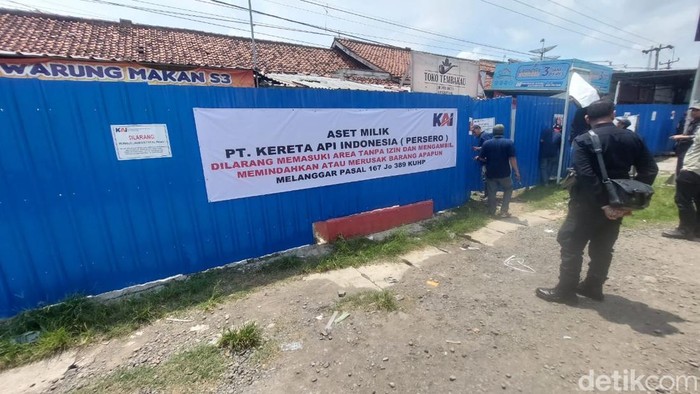 WARUNG MAKAN S3
TOKO TEMBAKAU
KAI
DILARANG
KAI
ASET MILIK
PT. KERETA API INDONESIA ( PERSERO )
DILARANG MEMASUKI AREA TANPA IZIN DAN MENGAMBIL,
MEMINDAHKAN ATAU MERUSAK BARANG APAPUN
MELANGGAR PASAL 167 Jo 389 KUHP
detikcom